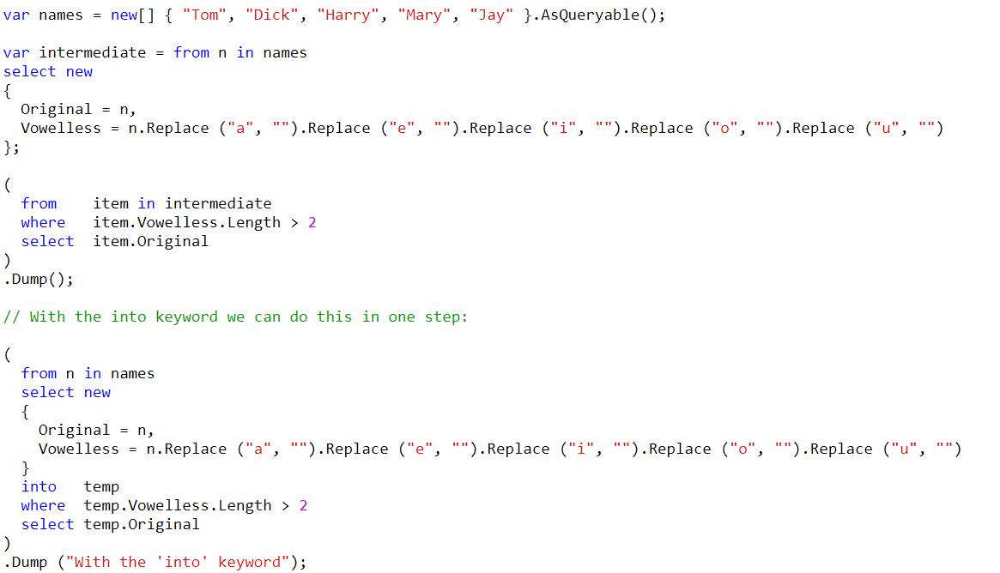 var names = new[] { "Tom", "Dick", "Harry", "Mary", "Jay" }.AsQueryable();

var intermediate = from n in names
select new
{
  Original = n,
  Vowelless = n.Replace ("a", "").Replace ("e", "").Replace ("i", "").Replace ("o", "").Replace ("u", "")
};

(
  from    item in intermediate
  where   item.Vowelless.Length > 2
  select  item.Original
)
.Dump();

// With the into keyword we can do this in one step:

(
  from n in names
  select new
  {
    Original = n,
    Vowelless = n.Replace ("a", "").Replace ("e", "").Replace ("i", "").Replace ("o", "").Replace ("u", "")
  }
  into   temp
  where  temp.Vowelless.Length > 2
  select temp.Original
)
.Dump ("With the 'into' keyword");